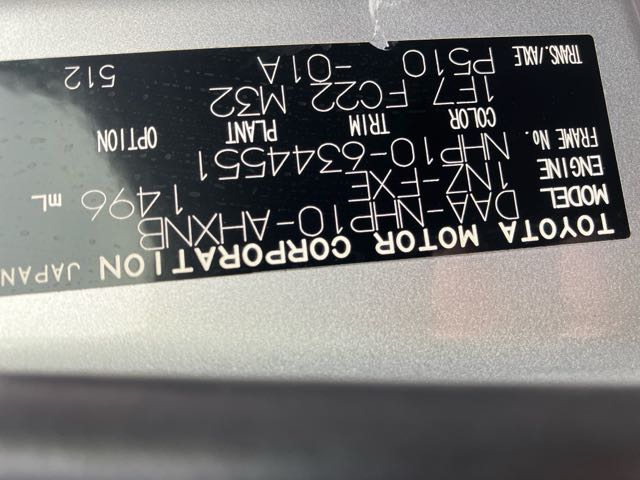 TOYOTA MOTOR CORPORATION JAPAN
MODEL DAA-NHP10-AHXNB
ENGINE 1NZ-FXE 1496 mL
FRAME No. NHP10-6344551
COLOR TRIM PLANT OPTION
1E7 FC22 M32
TRANS./AXLE P510 -01A 512